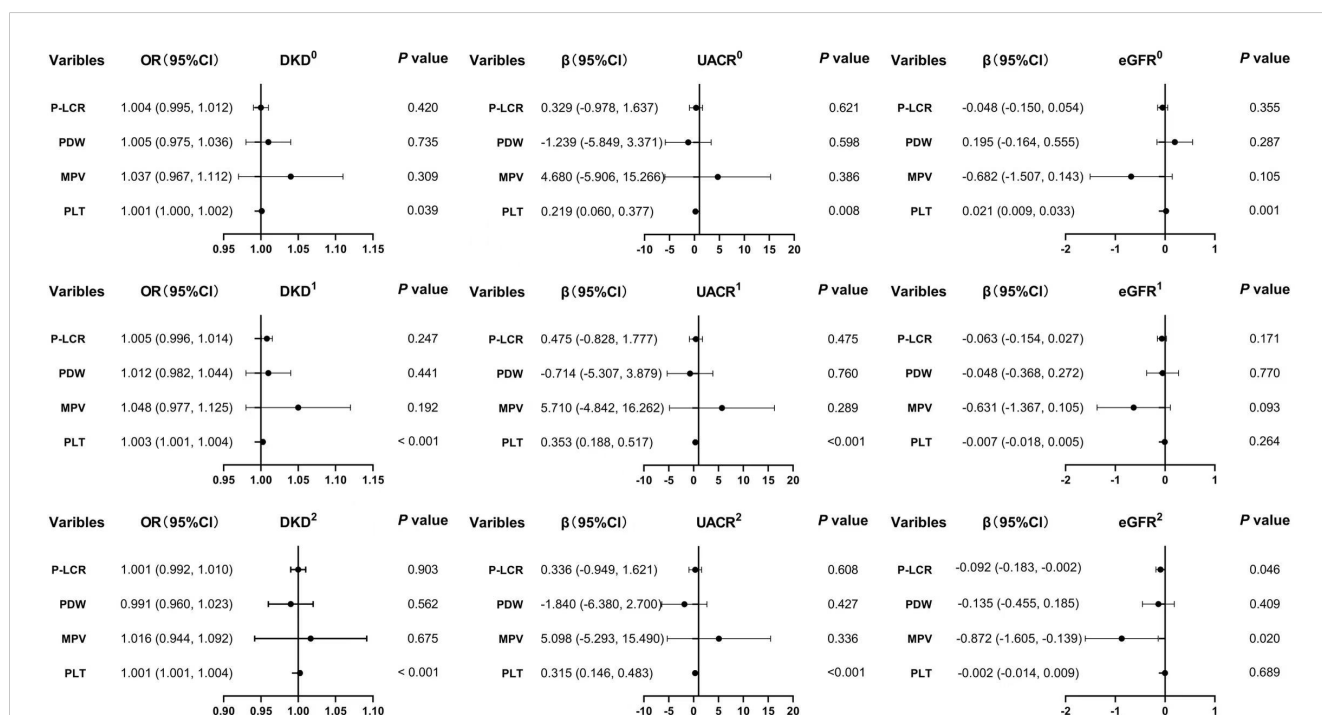 Varibles OR(95%CI) DKD0 P value Varibles β(95%CI) UACR0 P value Varibles β(95%CI) eGFR0 P value
P-LCR 1.004 (0.995, 1.012) 0.420 P-LCR 0.329 (-0.978, 1.637) 0.621 P-LCR -0.048 (-0.150, 0.054) 0.355
PDW 1.005 (0.975, 1.036) 0.735 PDW -1.239 (-5.849, 3.371) 0.598 PDW 0.195 (-0.164, 0.555) 0.287
MPV 1.037 (0.967, 1.112) 0.309 MPV 4.680 (-5.906, 15.266) 0.386 MPV -0.682 (-1.507, 0.143) 0.105
PLT 1.001 (1.000, 1.002) 0.039 PLT 0.219 (0.060, 0.377) 0.008 PLT 0.021 (0.009, 0.033) 0.001
0.95 1.00 1.05 1.10 1.15 -10 -5 0 5 10 15 20 -2 -1 0 1
Varibles OR(95%CI) DKD1 P value Varibles β(95%CI) UACR1 P value Varibles β(95%CI) eGFR1 P value
P-LCR 1.005 (0.996, 1.014) 0.247 P-LCR 0.475 (-0.828, 1.777) 0.475 P-LCR -0.063 (-0.154, 0.027) 0.171
PDW 1.012 (0.982, 1.044) 0.441 PDW -0.714 (-5.307, 3.879) 0.760 PDW -0.048 (-0.368, 0.272) 0.770
MPV 1.048 (0.977, 1.125) 0.192 MPV 5.710 (-4.842, 16.262) 0.289 MPV -0.631 (-1.367, 0.105) 0.093
PLT 1.003 (1.001, 1.004) < 0.001 PLT 0.353 (0.188, 0.517) <0.001 PLT -0.007 (-0.018, 0.005) 0.264
0.95 1.00 1.05 1.10 1.15 -10 -5 0 5 10 15 20 -2 -1 0 1
Varibles OR(95%CI) DKD2 P value Varibles β(95%CI) UACR2 P value Varibles β(95%CI) eGFR2 P value
P-LCR 1.001 (0.992, 1.010) 0.903 P-LCR 0.336 (-0.949, 1.621) 0.608 P-LCR -0.092 (-0.183, -0.002) 0.046
PDW 0.991 (0.960, 1.023) 0.562 PDW -1.840 (-6.380, 2.700) 0.427 PDW -0.135 (-0.455, 0.185) 0.409
MPV 1.016 (0.944, 1.092) 0.675 MPV 5.098 (-5.293, 15.490) 0.336 MPV -0.872 (-1.605, -0.139) 0.020
PLT 1.001 (1.001, 1.004) < 0.001 PLT 0.315 (0.146, 0.483) <0.001 PLT -0.002 (-0.014, 0.009) 0.689
0.90 0.95 1.00 1.05 1.10 -10 -5 0 5 10 15 20 -2 -1 0 1